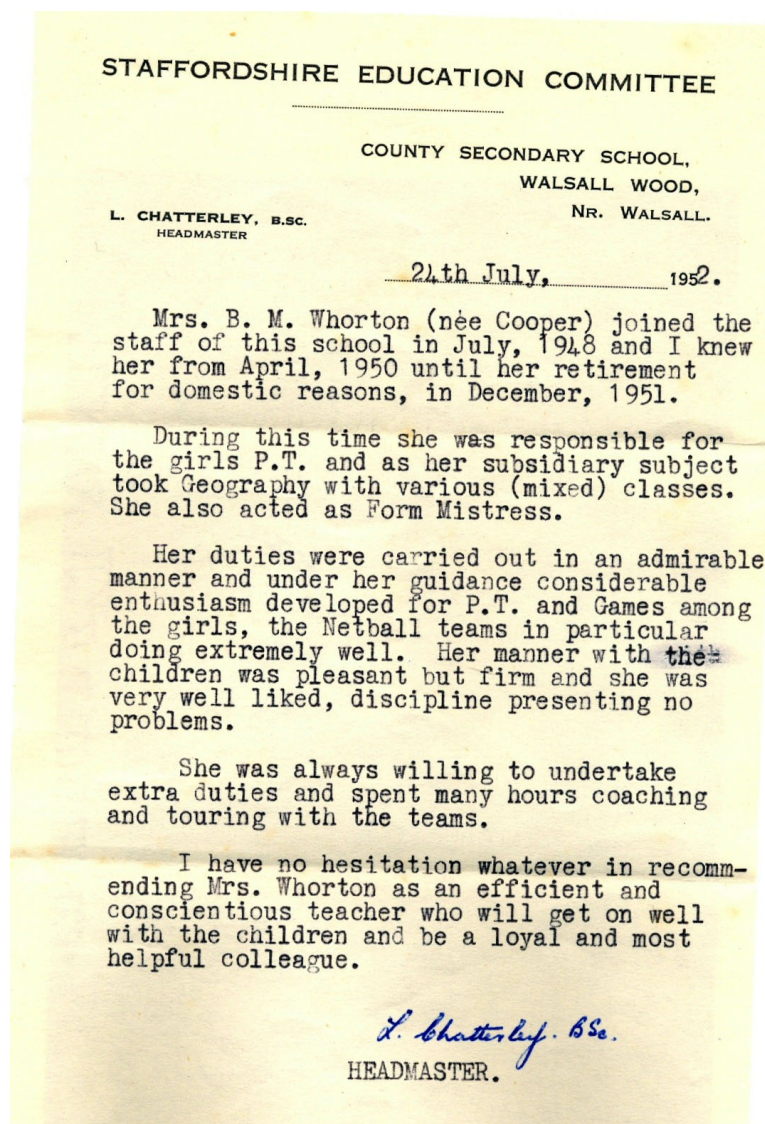 STAFFORDSHIRE EDUCATION COMMITTEE
COUNTY SECONDARY SCHOOL,
WALSALL WOOD,
NR. WALSALL.
L. CHATTERLEY, B.SC.
HEADMASTER
24th July, 1952.
Mrs. B. M. Whorton (nèe Cooper) joined the
staff of this school in July, 1948 and I knew
her from April, 1950 until her retirement
for domestic reasons, in December, 1951.
During this time she was responsible for
the girls P.T. and as her subsidiary subject
took Geography with various (mixed) classes.
She also acted as Form Mistress.
Her duties were carried out in an admirable
manner and under her guidance considerable
enthusiasm developed for P.T. and Games among
the girls, the Netball teams in particular
doing extremely well. Her manner with the
children was pleasant but firm and she was
very well liked, discipline presenting no
problems.
She was always willing to undertake
extra duties and spent many hours coaching
and touring with the teams.
I have no hesitation whatever in recomm-
ending Mrs. Whorton as an efficient and
conscientious teacher who will get on well
with the children and be a loyal and most
helpful colleague.
L. Chatterley. BSc.
HEADMASTER.